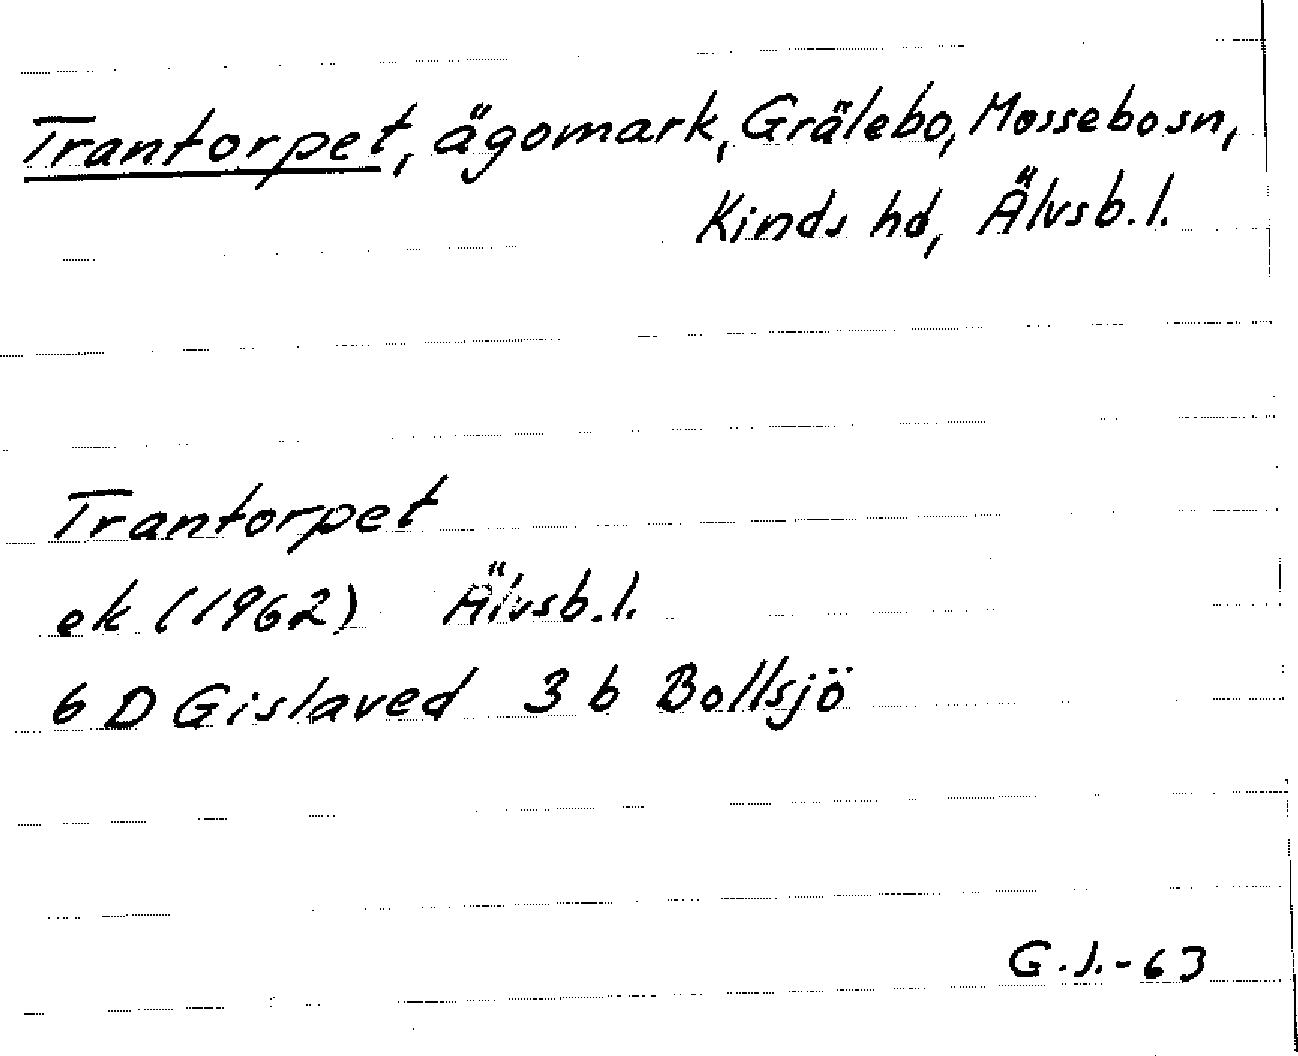 Trantorpet, ägomark, Grälebo, Mossebo sn,
Kinds hd, Älvsb. l.
Trantorpet
ek (1962) Älvsb. l.
6 D Gislaved 3 b Bollsjö
G.J.-63